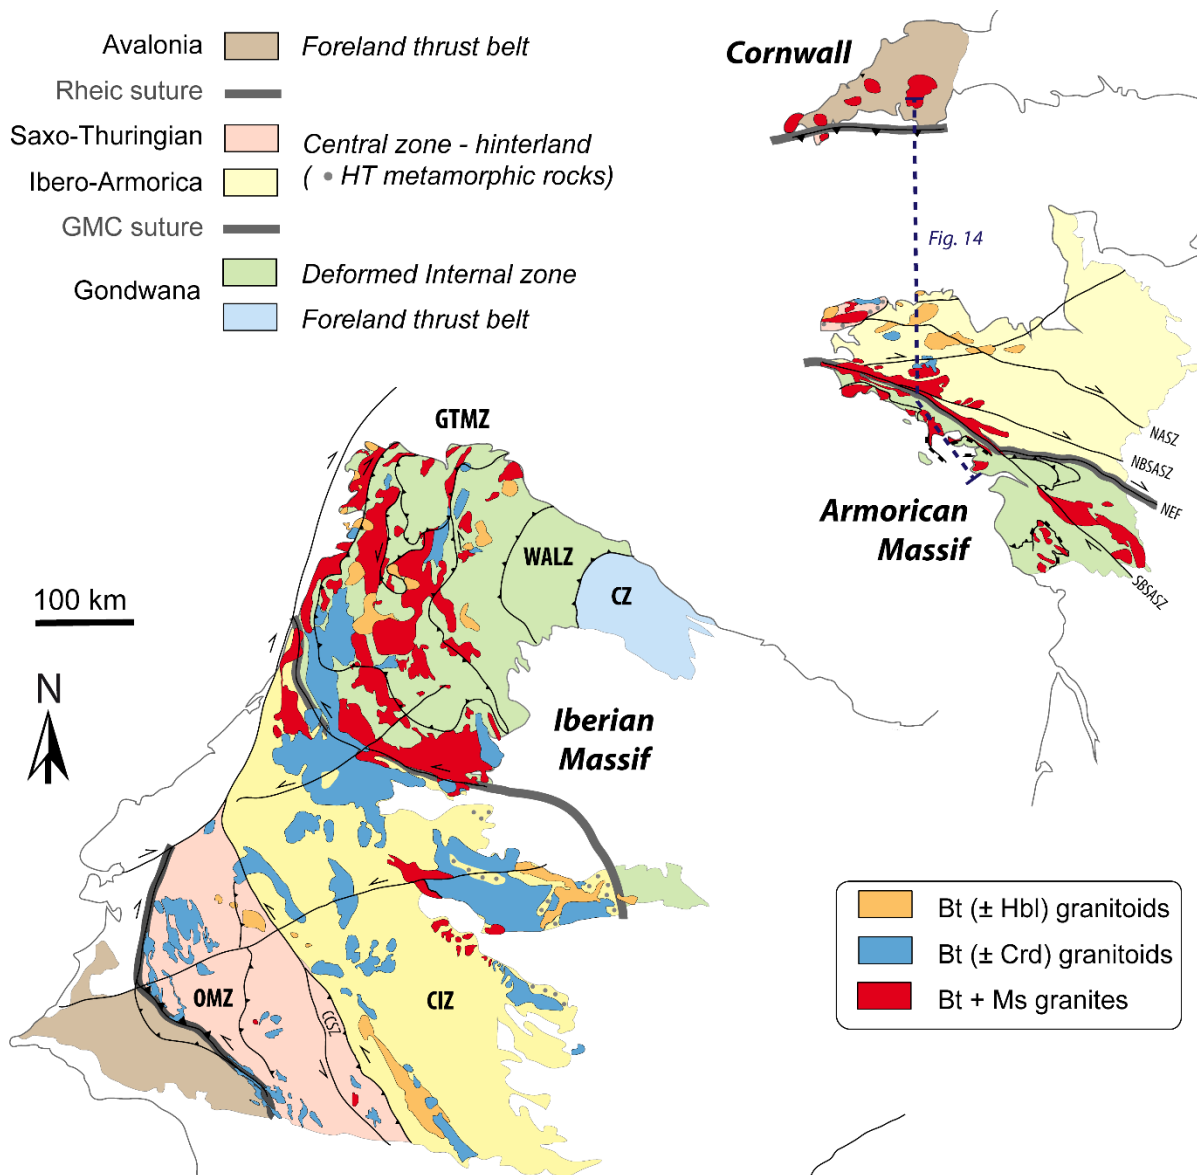 Avalonia
Foreland thrust belt
Rheic suture
Saxo-Thuringian
Central zone - hinterland
Ibero-Armorica
( • HT metamorphic rocks)
GMC suture
Gondwana
Deformed Internal zone
Foreland thrust belt
Cornwall
Fig. 14
NASZ
NBSASZ
NEF
SBSASZ
Armorican
Massif
GTMZ
WALZ
CZ
100 km
N
Iberian
Massif
OMZ
CCSZ
CIZ
Bt (± Hbl) granitoids
Bt (± Crd) granitoids
Bt + Ms granites